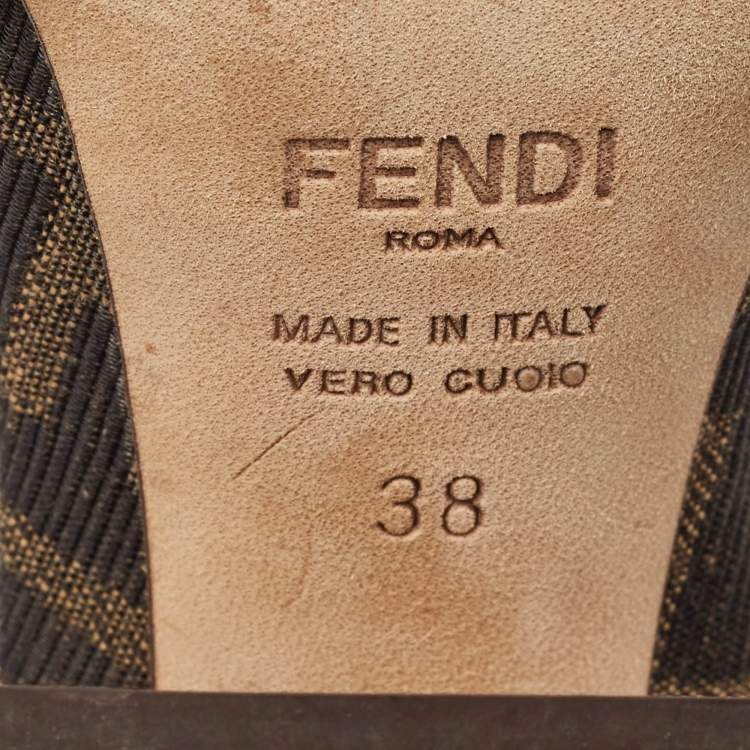 FENDI
ROMA
MADE IN ITALY
VERO CUOIO
38